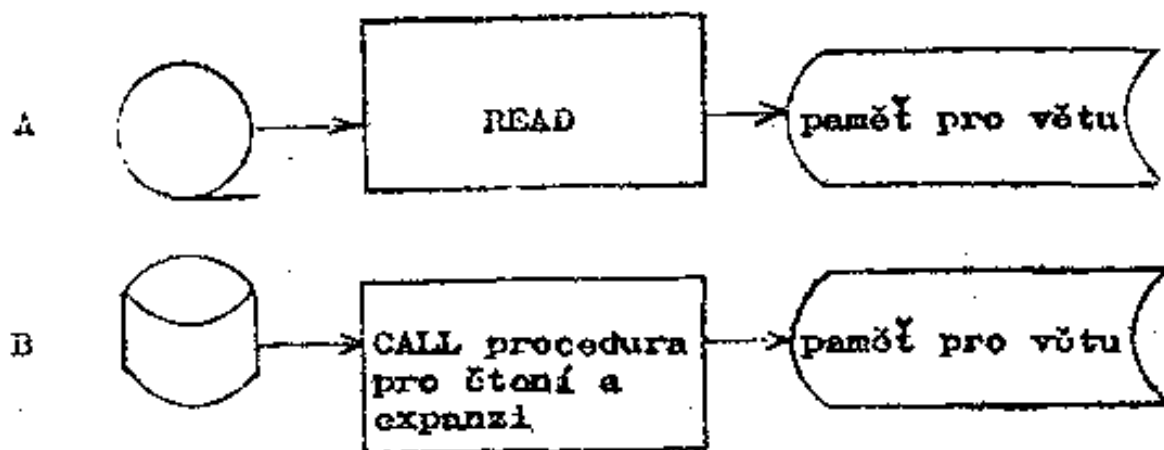 A
READ
paměť pro větu
B
CALL procedura
pro čtení a
expanzi
paměť pro větu